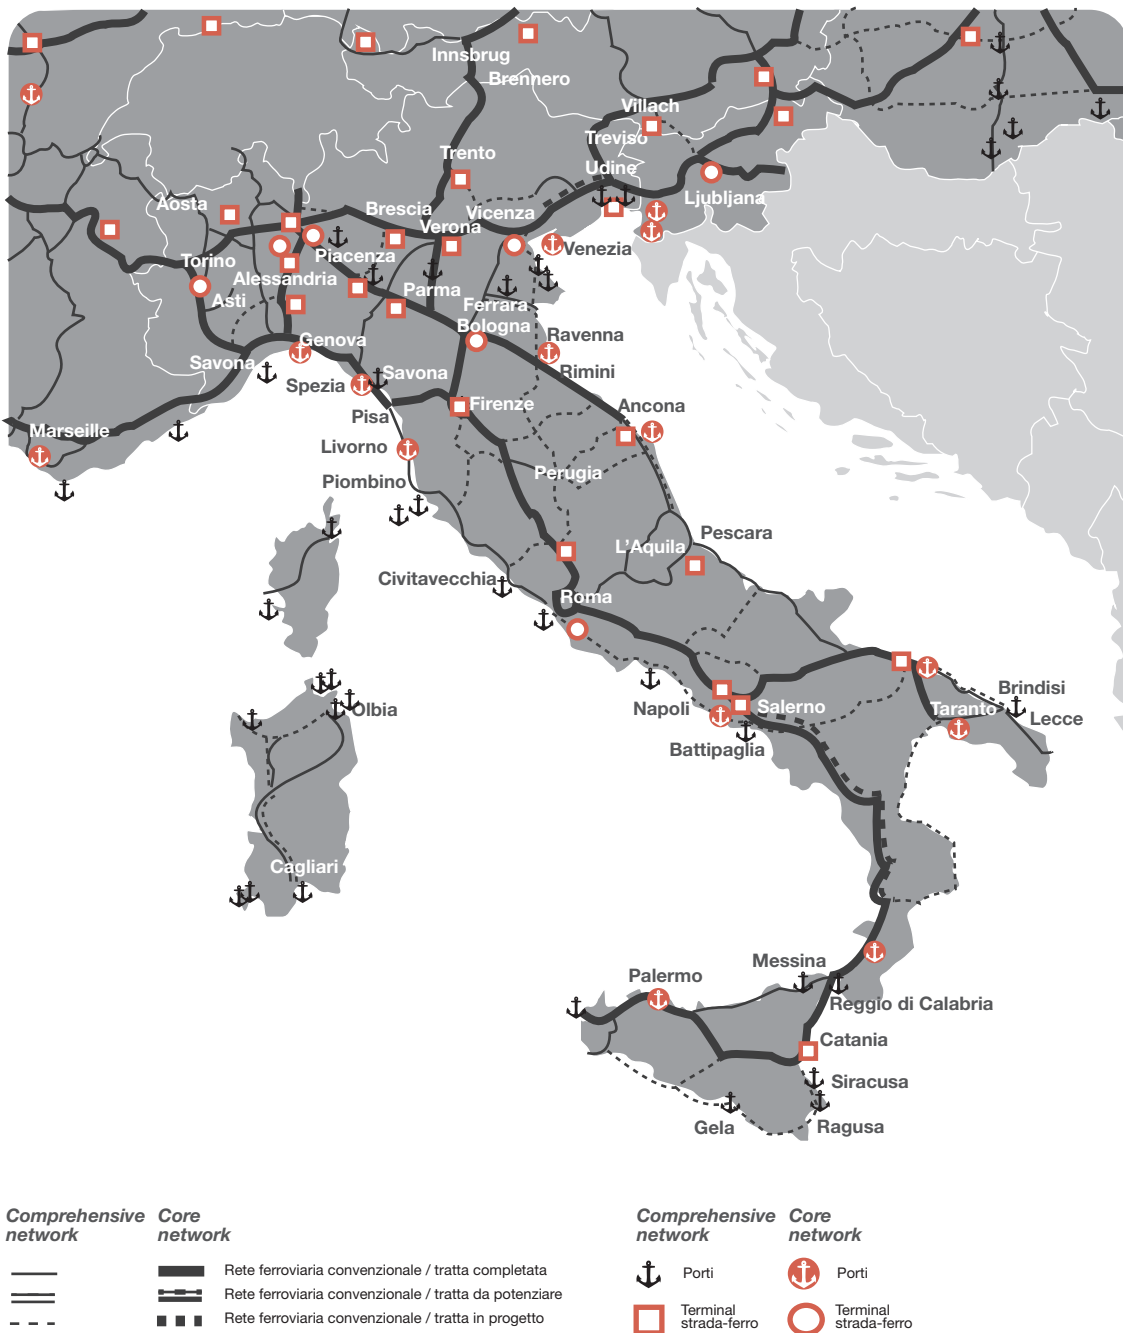 Innsbrug
Brennero
Villach
Treviso
Trento
Udine
Aosta
Brescia
Vicenza
Ljubljana
Verona
Venezia
Torino
Piacenza
Alessandria
Parma
Asti
Ferrara
Bologna
Ravenna
Genova
Savona
Savona
Rimini
Spezia
Firenze
Ancona
Pisa
Marseille
Livorno
Perugia
Piombino
Pescara
L'Aquila
Civitavecchia
Roma
Brindisi
Olbia
Napoli
Salerno
Taranto
Lecce
Battipaglia
Cagliari
Messina
Palermo
Reggio di Calabria
Catania
Siracusa
Gela
Ragusa
Comprehensive
network
Core
network
Rete ferroviaria convenzionale / tratta completata
Rete ferroviaria convenzionale / tratta da potenziare
Rete ferroviaria convenzionale / tratta in progetto
Comprehensive
network
Core
network
Porti
Porti
Terminal
strada-ferro
Terminal
strada-ferro